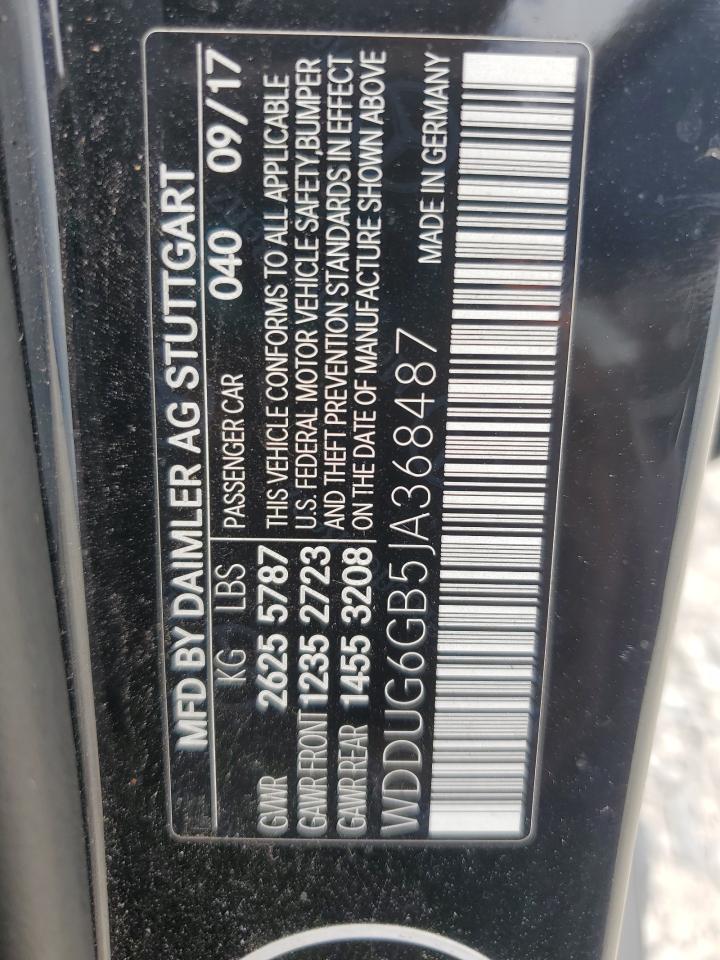 MFD BY DAIMLER AG STUTTGART
KG LBS PASSENGER CAR 040 09/17
GVWR 2625 5787 THIS VEHICLE CONFORMS TO ALL APPLICABLE
GAWR FRONT 1235 2723 U.S. FEDERAL MOTOR VEHICLE SAFETY, BUMPER
GAWR REAR 1455 3208 AND THEFT PREVENTION STANDARDS IN EFFECT
ON THE DATE OF MANUFACTURE SHOWN ABOVE
WDDUG6GB5JA368487 MADE IN GERMANY